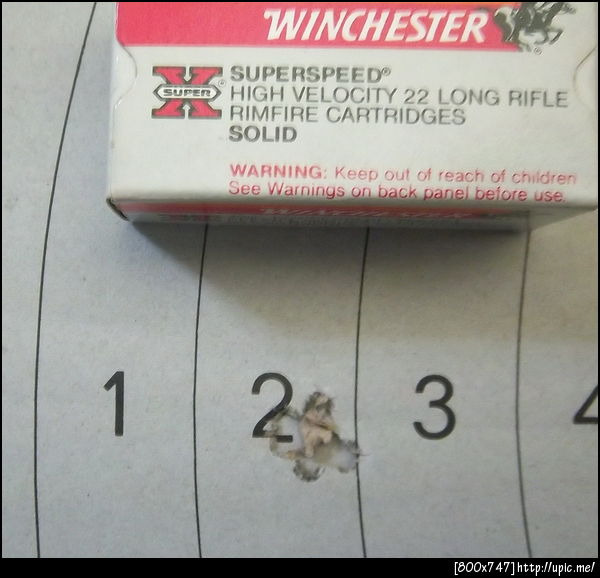 WINCHESTER
X SUPER
SUPERSPEED®
HIGH VELOCITY 22 LONG RIFLE
RIMFIRE CARTRIDGES
SOLID
WARNING: Keep out of reach of children
See Warnings on back panel before use.
1 2 3 4
[800x747]http://upic.me/